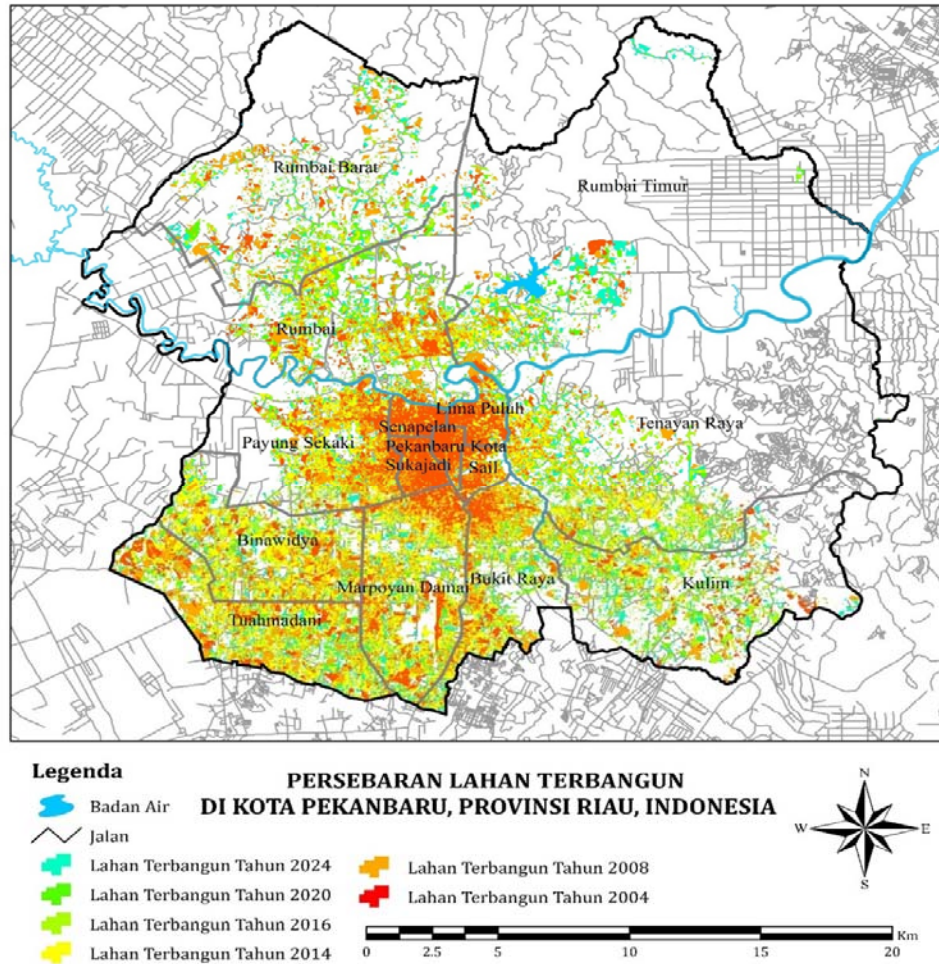 Rumbai Barat
Rumbai Timur
Rumbai
Lima Puluh
Senapelan
Tenayan Raya
Payung Sekaki
Pekanbaru Kota
Sukajadi
Sail
Binawidya
Bukit Raya
Marpoyan Damai
Kulim
Tuahmadani
Legenda
Badan Air
Jalan
Lahan Terbangun Tahun 2024
Lahan Terbangun Tahun 2020
Lahan Terbangun Tahun 2016
Lahan Terbangun Tahun 2014
PERSEBARAN LAHAN TERBANGUN
DI KOTA PEKANBARU, PROVINSI RIAU, INDONESIA
Lahan Terbangun Tahun 2008
Lahan Terbangun Tahun 2004
N
W E
S
Km
0 2.5 5 10 15 20